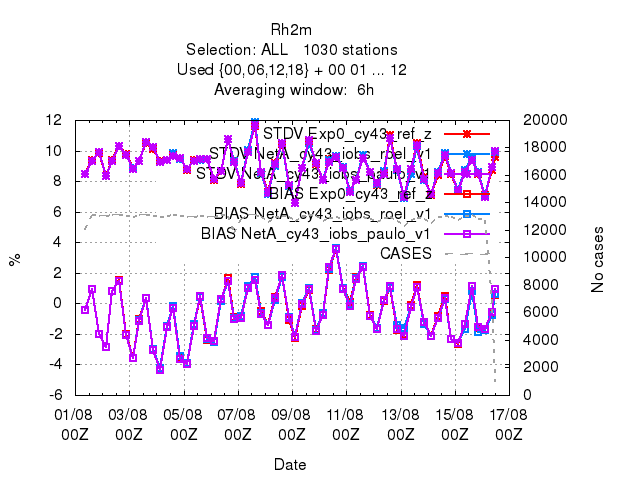 Rh2m
Selection: ALL 1030 stations
Used {00,06,12,18} + 00 01 ... 12
Averaging window: 6h
12
10
8
6
4
2
0
-2
-4
-6
%
20000
18000
16000
14000
12000
10000
8000
6000
4000
2000
0
No cases
STDV Exp0_cy43_ref_z
STDV NetA_cy43_iobs_roel_v1
STDV NetA_cy43_iobs_paulo_v1
BIAS Exp0_cy43_ref_z
BIAS NetA_cy43_iobs_roel_v1
BIAS NetA_cy43_iobs_paulo_v1
CASES
01/08 03/08 05/08 07/08 09/08 11/08 13/08 15/08 17/08
00Z 00Z 00Z 00Z 00Z 00Z 00Z 00Z 00Z
Date